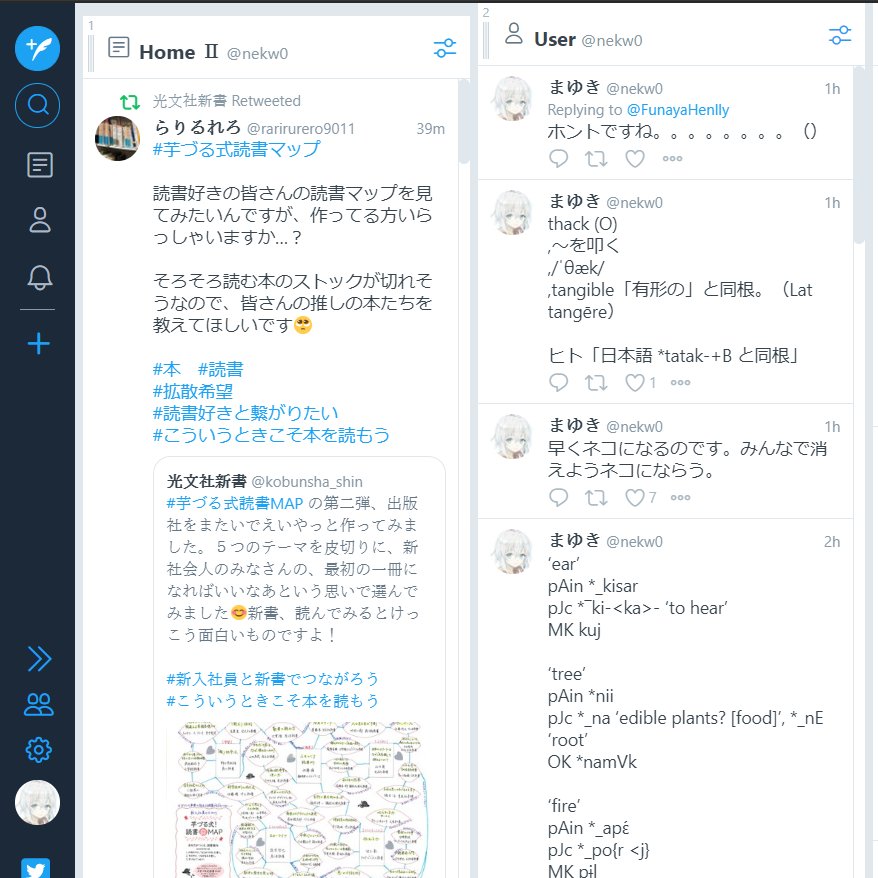 1
Home Ⅱ @nekw0
光文社新書 Retweeted
らりるれろ @rarirurero9011 39m
#芋づる式読書マップ
読書好きの皆さんの読書マップを見
てみたいんですが、作ってる方いら
っしゃいますか…？
そろそろ読む本のストックが切れそ
うなので、皆さんの推しの本たちを
教えてほしいです🥺
#本　#読書
#拡散希望
#読書好きと繋がりたい
#こういうときこそ本を読もう
光文社新書 @kobunsha_shin
#芋づる式読書MAP の第二弾、出版
社をまたいでえいやっと作ってみま
した。５つのテーマを皮切りに、新
社会人のみなさんの、最初の一冊に
なればいいなあという思いで選んで
みました😊新書、読んでみるとけっ
こう面白いものですよ！
#新入社員と新書でつながろう
#こういうときこそ本を読もう
芋づる式!
読書MAP
2
User @nekw0
まゆき @nekw0 1h
Replying to @FunayaHenlly
ホントですね。。。。。。。。（）
まゆき @nekw0 1h
thack (O)
,～を叩く
,/ˈθæk/
,tangible「有形の」と同根。（Lat
tangēre）
ヒト「日本語 *tatak-+B と同根」
1
まゆき @nekw0 1h
早くネコになるのです。みんなで消
えようネコにならう。
7
まゆき @nekw0 2h
‘ear’
pAin *_kisar
pJc *‾ki-<ka>- ‘to hear’
MK kuj
‘tree’
pAin *nii
pJc *_na ‘edible plants? [food]’, *_nE
‘root’
OK *namVk
‘fire’
pAin *_apέ
pJc *_po{r <j}
MK pɨl